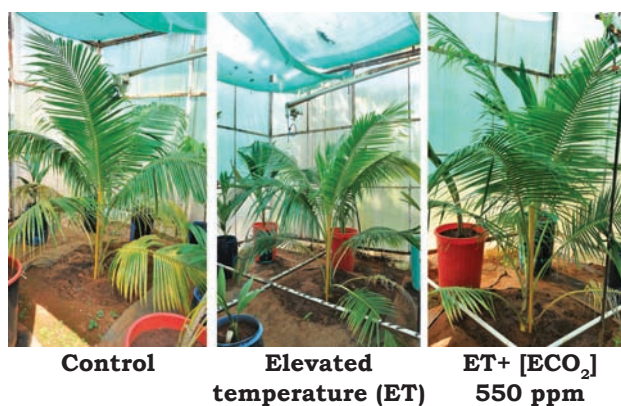 Control
Elevated
temperature (ET)
ET+ [ECO₂]
550 ppm